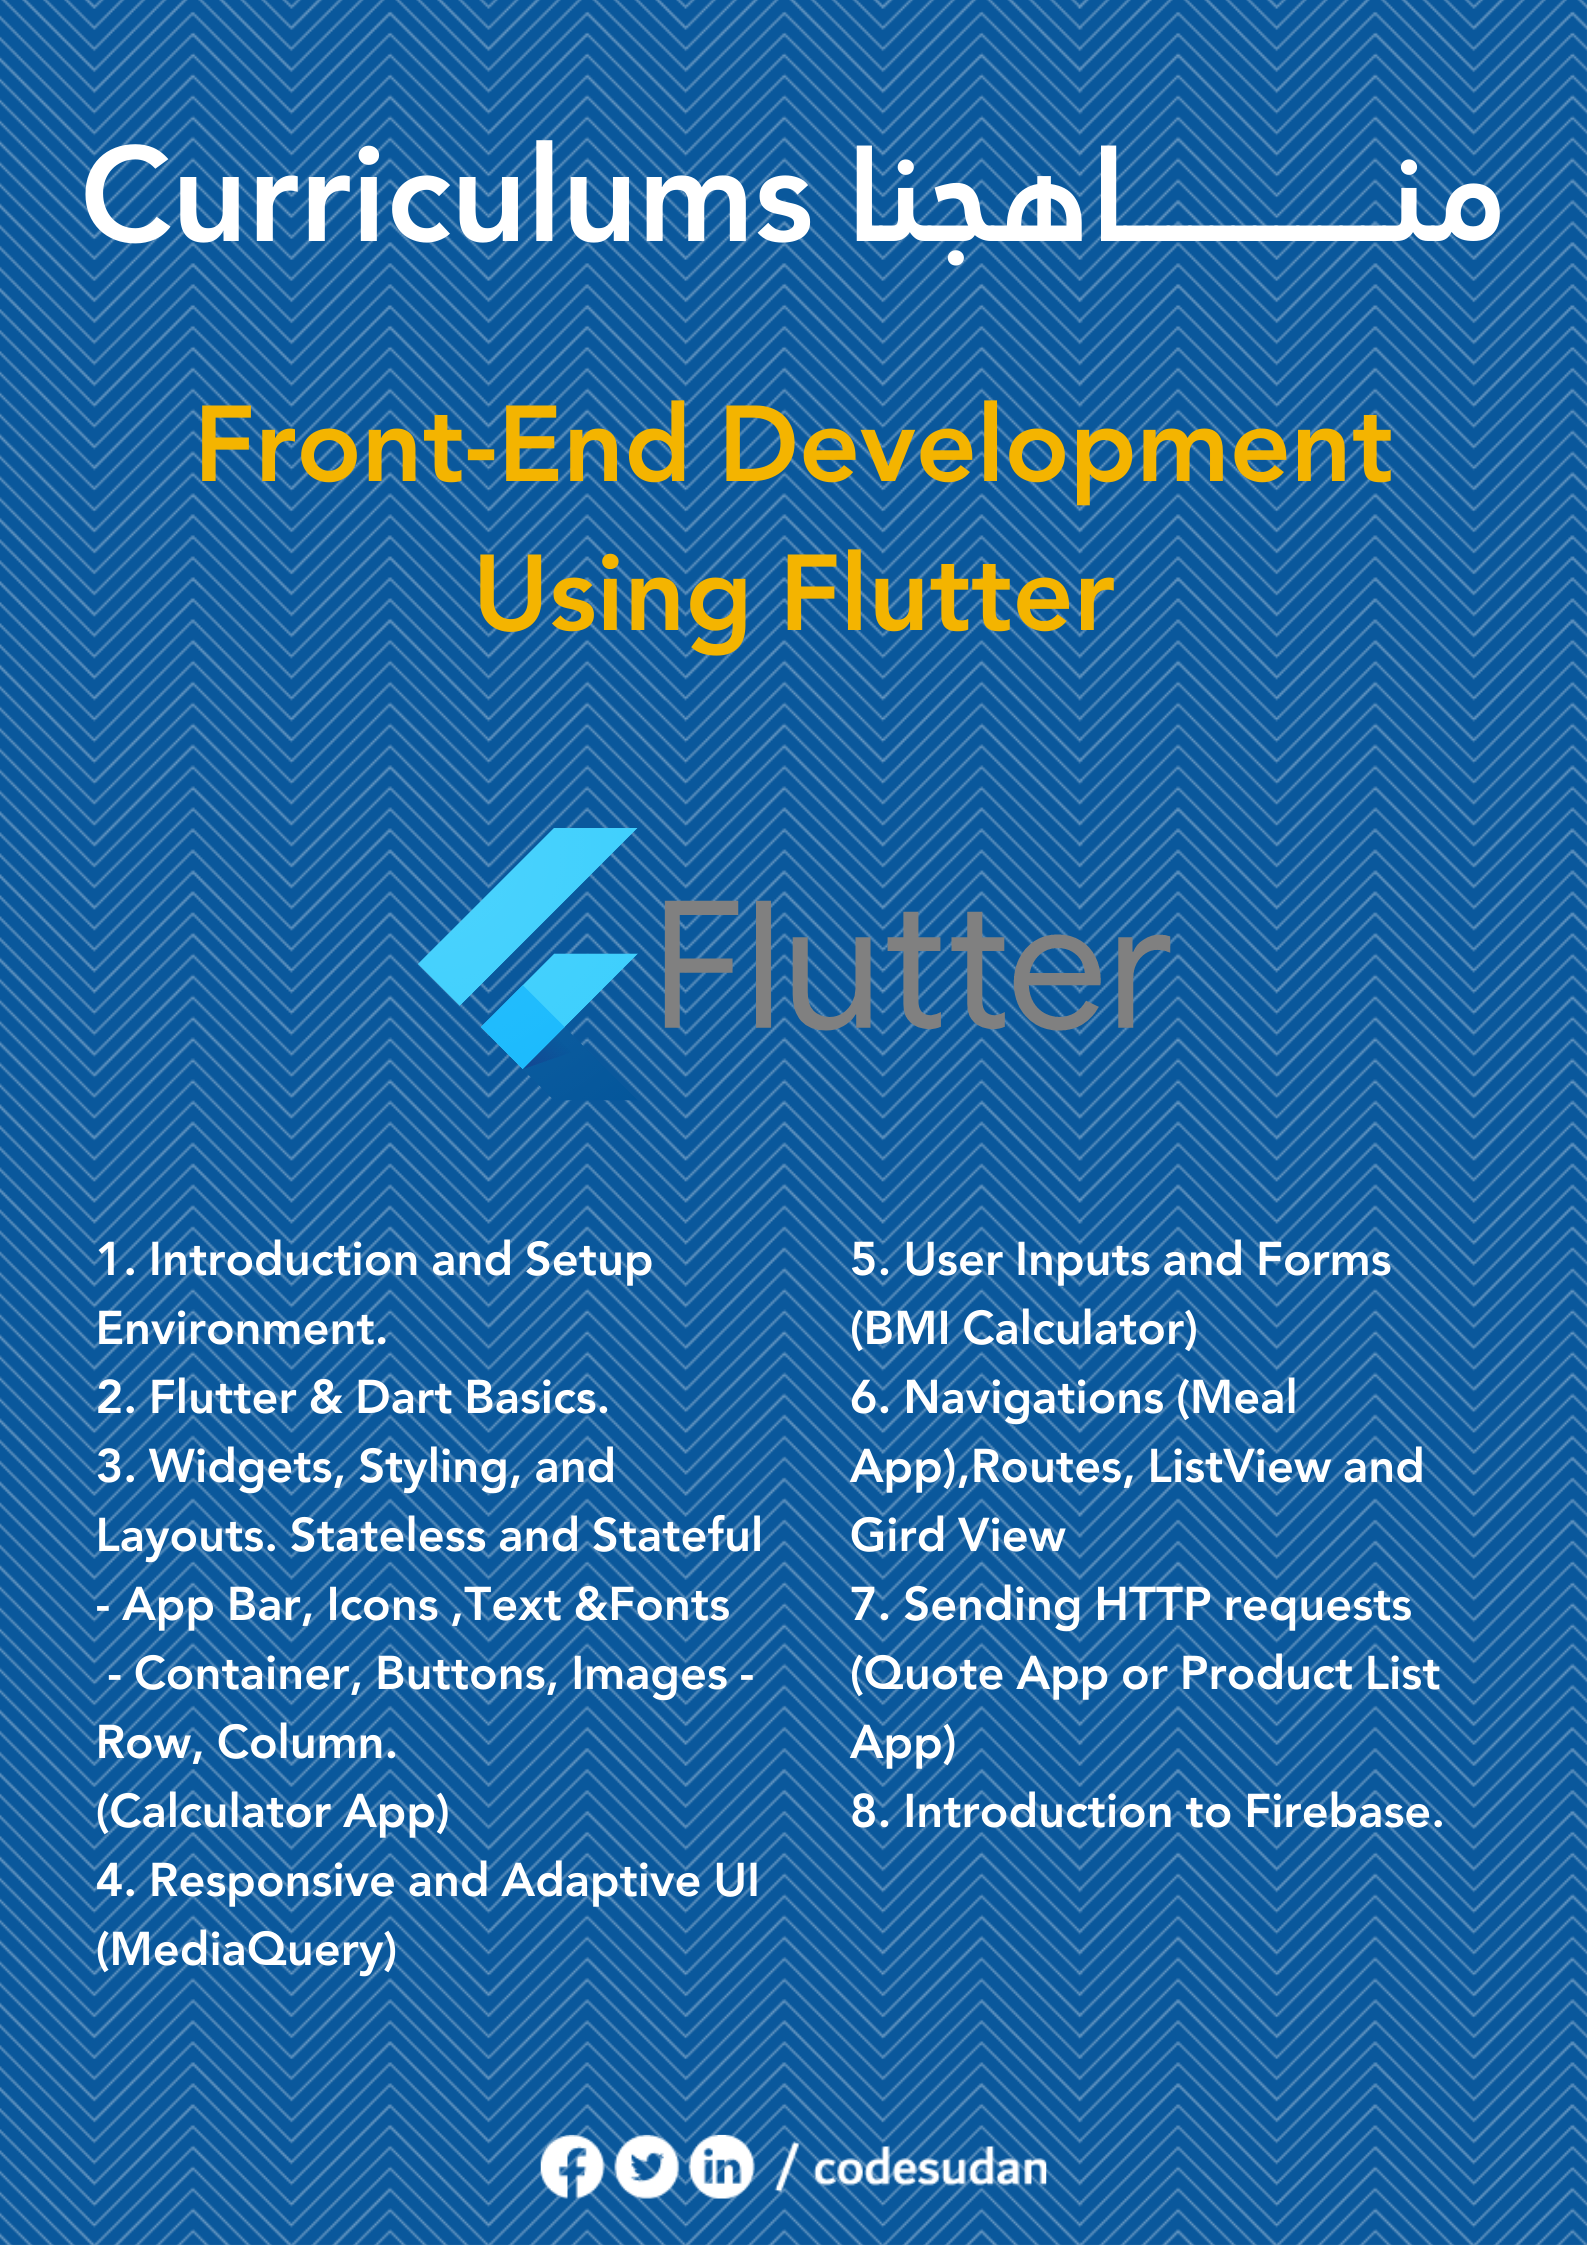 Curriculums منـــــــاهجنا
Front-End Development
Using Flutter
Flutter
1. Introduction and Setup
Environment.
2. Flutter & Dart Basics.
3. Widgets, Styling, and
Layouts. Stateless and Stateful
- App Bar, Icons ,Text &Fonts
- Container, Buttons, Images -
Row, Column.
(Calculator App)
4. Responsive and Adaptive UI
(MediaQuery)
5. User Inputs and Forms
(BMI Calculator)
6. Navigations (Meal
App),Routes, ListView and
Gird View
7. Sending HTTP requests
(Quote App or Product List
App)
8. Introduction to Firebase.
/ codesudan